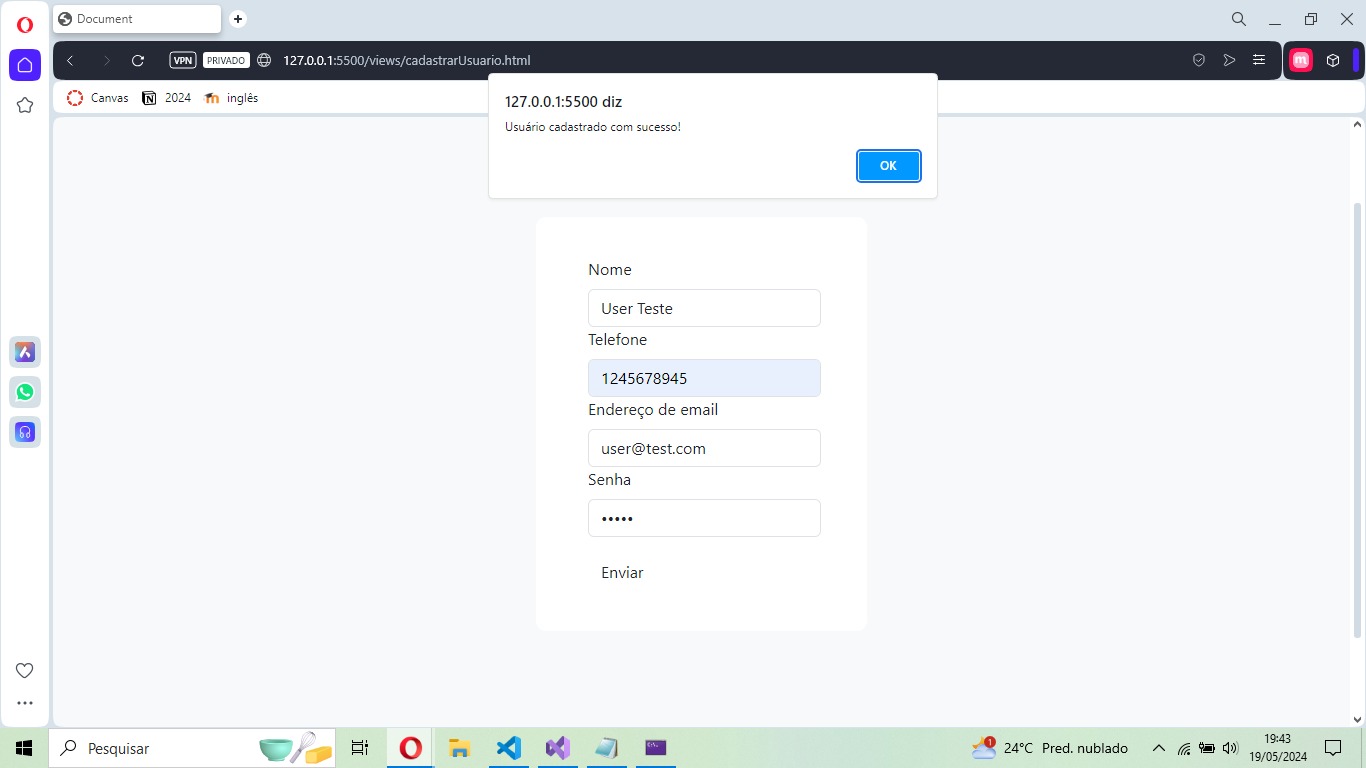 Document
VPN
PRIVADO
127.0.0.1:5500/views/cadastrarUsuario.html
Canvas
2024
inglês
127.0.0.1:5500 diz
Usuário cadastrado com sucesso!
OK
Nome
User Teste
Telefone
1245678945
Endereço de email
user@test.com
Senha
•••••
Enviar
Pesquisar
1
24°C Pred. nublado
19:43
19/05/2024